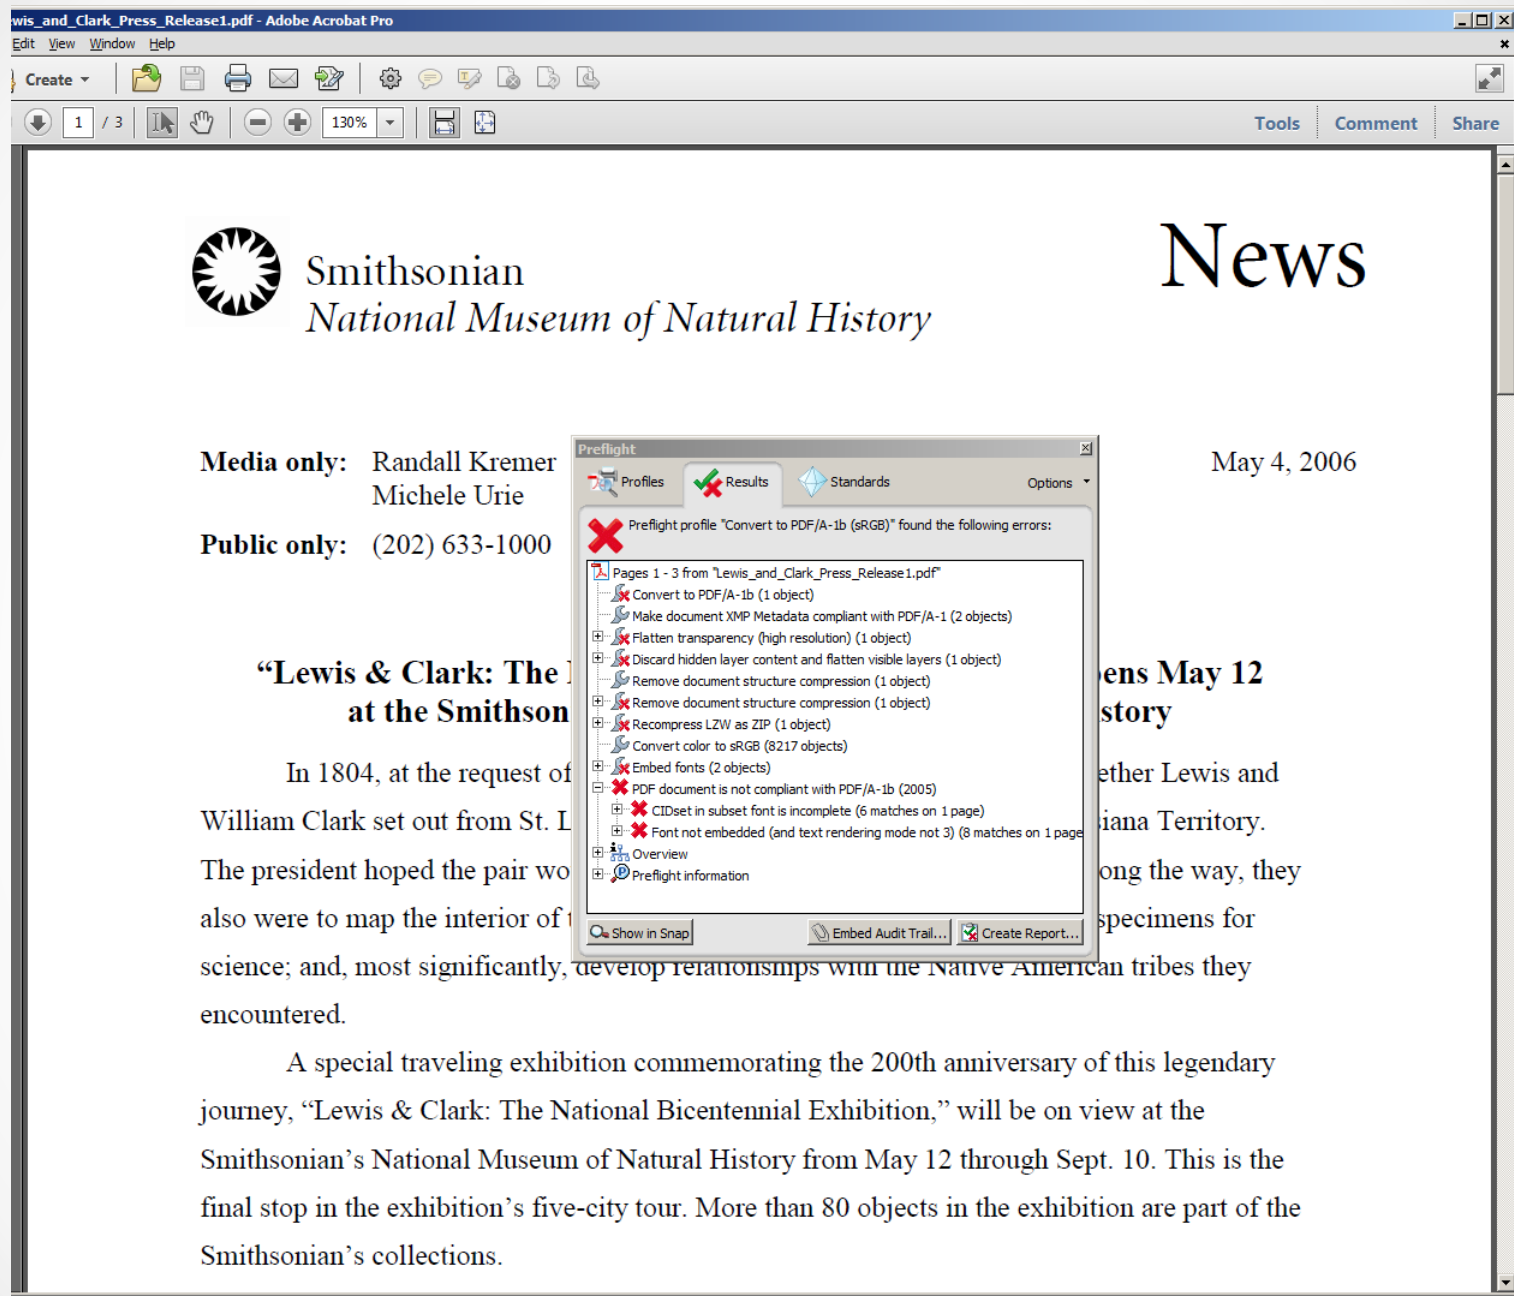 wis_and_Clark_Press_Release1.pdf - Adobe Acrobat Pro
Edit View Window Help
Create
1 / 3 130% Tools Comment Share
News
Smithsonian
National Museum of Natural History
Media only: Randall Kremer May 4, 2006
Michele Urie
Public only: (202) 633-1000
“Lewis & Clark: The ens May 12
at the Smithson story
In 1804, at the request of ether Lewis and
William Clark set out from St. L iana Territory.
The president hoped the pair wo ong the way, they
also were to map the interior of specimens for
science; and, most significantly, develop relationships with the Native American tribes they
encountered.
A special traveling exhibition commemorating the 200th anniversary of this legendary
journey, “Lewis & Clark: The National Bicentennial Exhibition,” will be on view at the
Smithsonian’s National Museum of Natural History from May 12 through Sept. 10. This is the
final stop in the exhibition’s five-city tour. More than 80 objects in the exhibition are part of the
Smithsonian’s collections.
Preflight
Profiles Results Standards Options
Preflight profile "Convert to PDF/A-1b (sRGB)" found the following errors:
Pages 1 - 3 from "Lewis_and_Clark_Press_Release1.pdf"
Convert to PDF/A-1b (1 object)
Make document XMP Metadata compliant with PDF/A-1 (2 objects)
Flatten transparency (high resolution) (1 object)
Discard hidden layer content and flatten visible layers (1 object)
Remove document structure compression (1 object)
Remove document structure compression (1 object)
Recompress LZW as ZIP (1 object)
Convert color to sRGB (8217 objects)
Embed fonts (2 objects)
PDF document is not compliant with PDF/A-1b (2005)
CIDset in subset font is incomplete (6 matches on 1 page)
Font not embedded (and text rendering mode not 3) (8 matches on 1 page
Overview
Preflight information
Show in Snap Embed Audit Trail... Create Report...